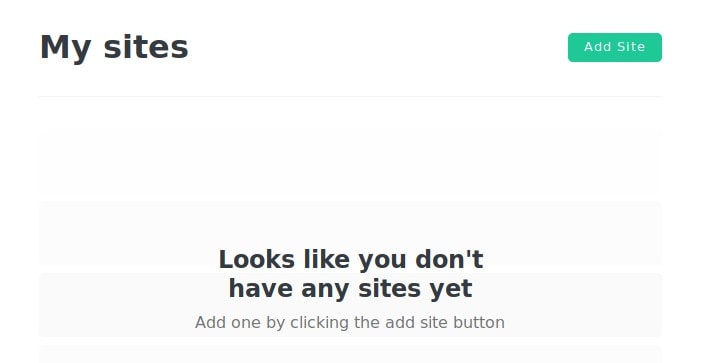 My sites
Add Site
Looks like you don't
have any sites yet
Add one by clicking the add site button